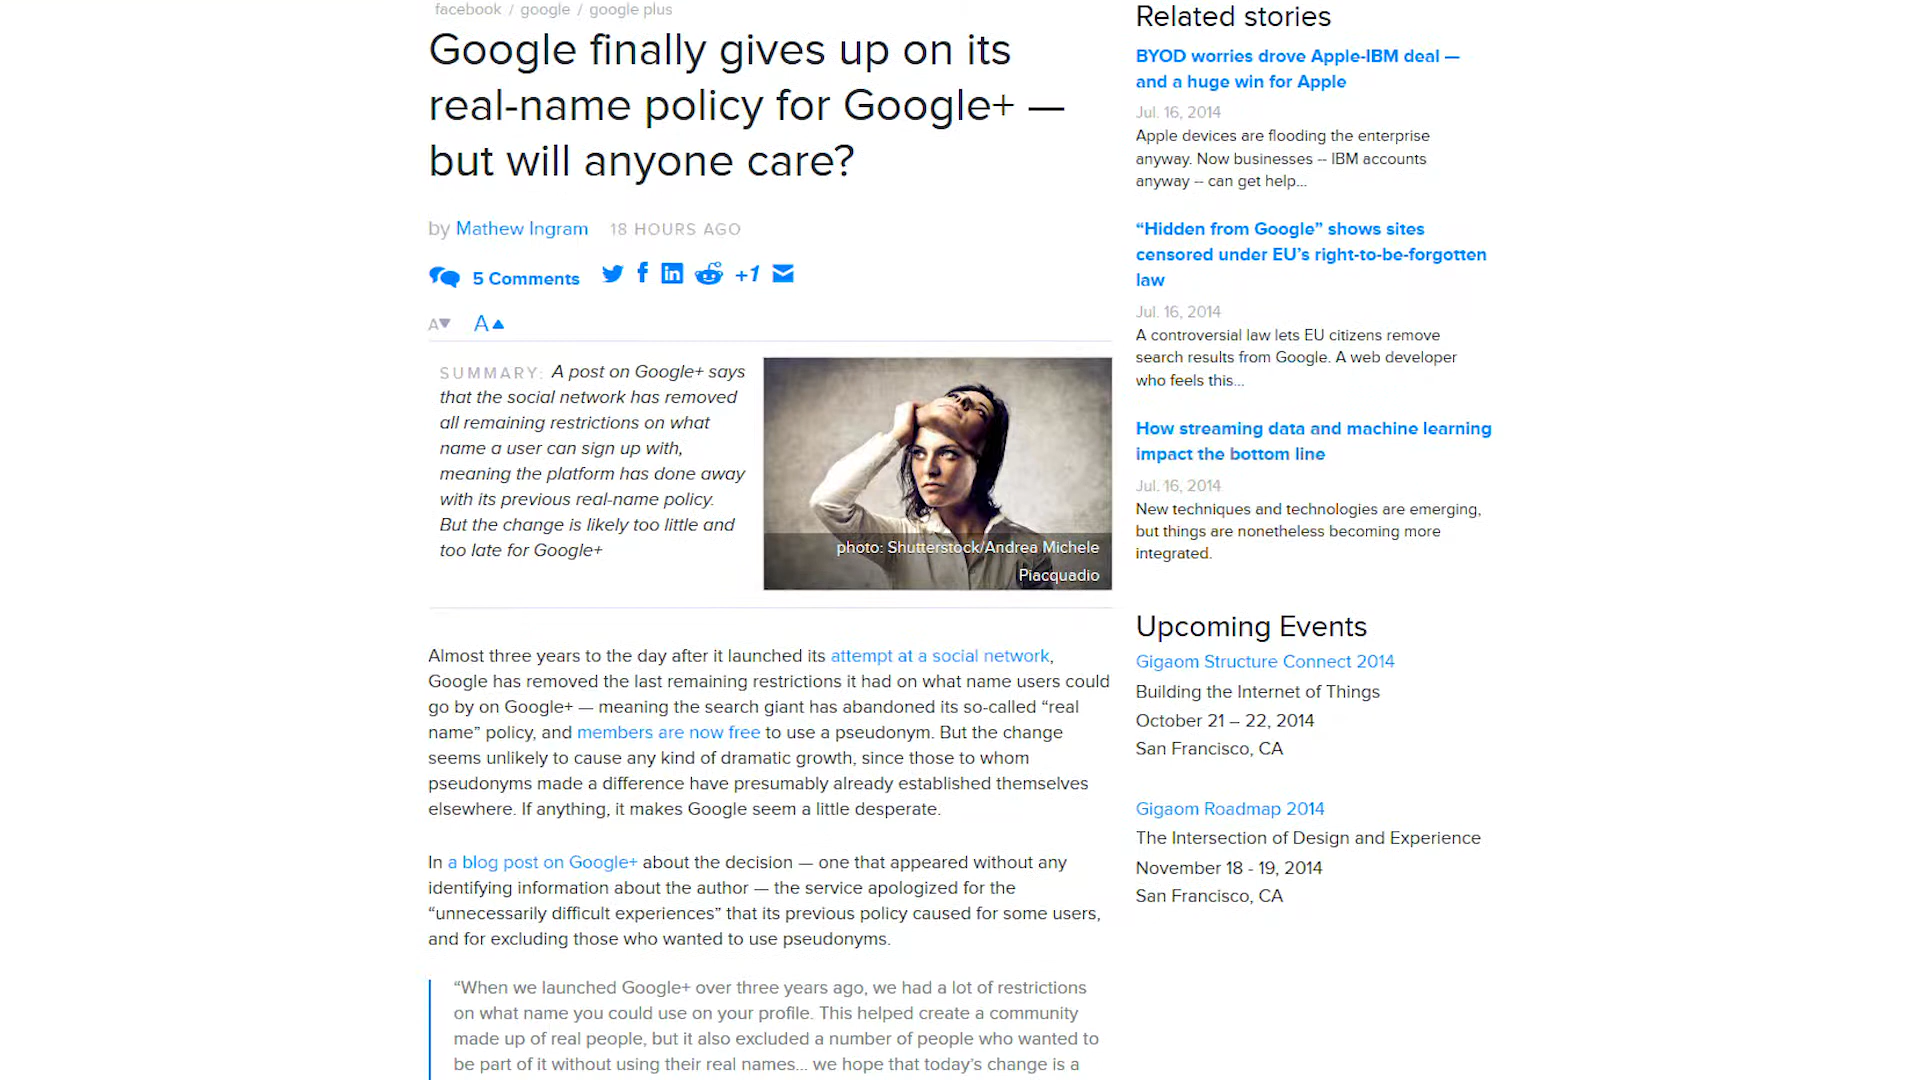 facebook / google / google plus
Google finally gives up on its
real-name policy for Google+ —
but will anyone care?
by Mathew Ingram 18 HOURS AGO
5 Comments +1
A▼ A▲
SUMMARY: A post on Google+ says
that the social network has removed
all remaining restrictions on what
name a user can sign up with,
meaning the platform has done away
with its previous real-name policy.
But the change is likely too little and
too late for Google+
photo: Shutterstock/Andrea Michele
Piacquadio
Almost three years to the day after it launched its attempt at a social network,
Google has removed the last remaining restrictions it had on what name users could
go by on Google+ — meaning the search giant has abandoned its so-called “real
name” policy, and members are now free to use a pseudonym. But the change
seems unlikely to cause any kind of dramatic growth, since those to whom
pseudonyms made a difference have presumably already established themselves
elsewhere. If anything, it makes Google seem a little desperate.
In a blog post on Google+ about the decision — one that appeared without any
identifying information about the author — the service apologized for the
“unnecessarily difficult experiences” that its previous policy caused for some users,
and for excluding those who wanted to use pseudonyms.
“When we launched Google+ over three years ago, we had a lot of restrictions
on what name you could use on your profile. This helped create a community
made up of real people, but it also excluded a number of people who wanted to
be part of it without using their real names... we hope that today’s change is a
Related stories
BYOD worries drove Apple-IBM deal —
and a huge win for Apple
Jul. 16, 2014
Apple devices are flooding the enterprise
anyway. Now businesses -- IBM accounts
anyway -- can get help...
“Hidden from Google” shows sites
censored under EU’s right-to-be-forgotten
law
Jul. 16, 2014
A controversial law lets EU citizens remove
search results from Google. A web developer
who feels this...
How streaming data and machine learning
impact the bottom line
Jul. 16, 2014
New techniques and technologies are emerging,
but things are nonetheless becoming more
integrated.
Upcoming Events
Gigaom Structure Connect 2014
Building the Internet of Things
October 21 – 22, 2014
San Francisco, CA
Gigaom Roadmap 2014
The Intersection of Design and Experience
November 18 - 19, 2014
San Francisco, CA